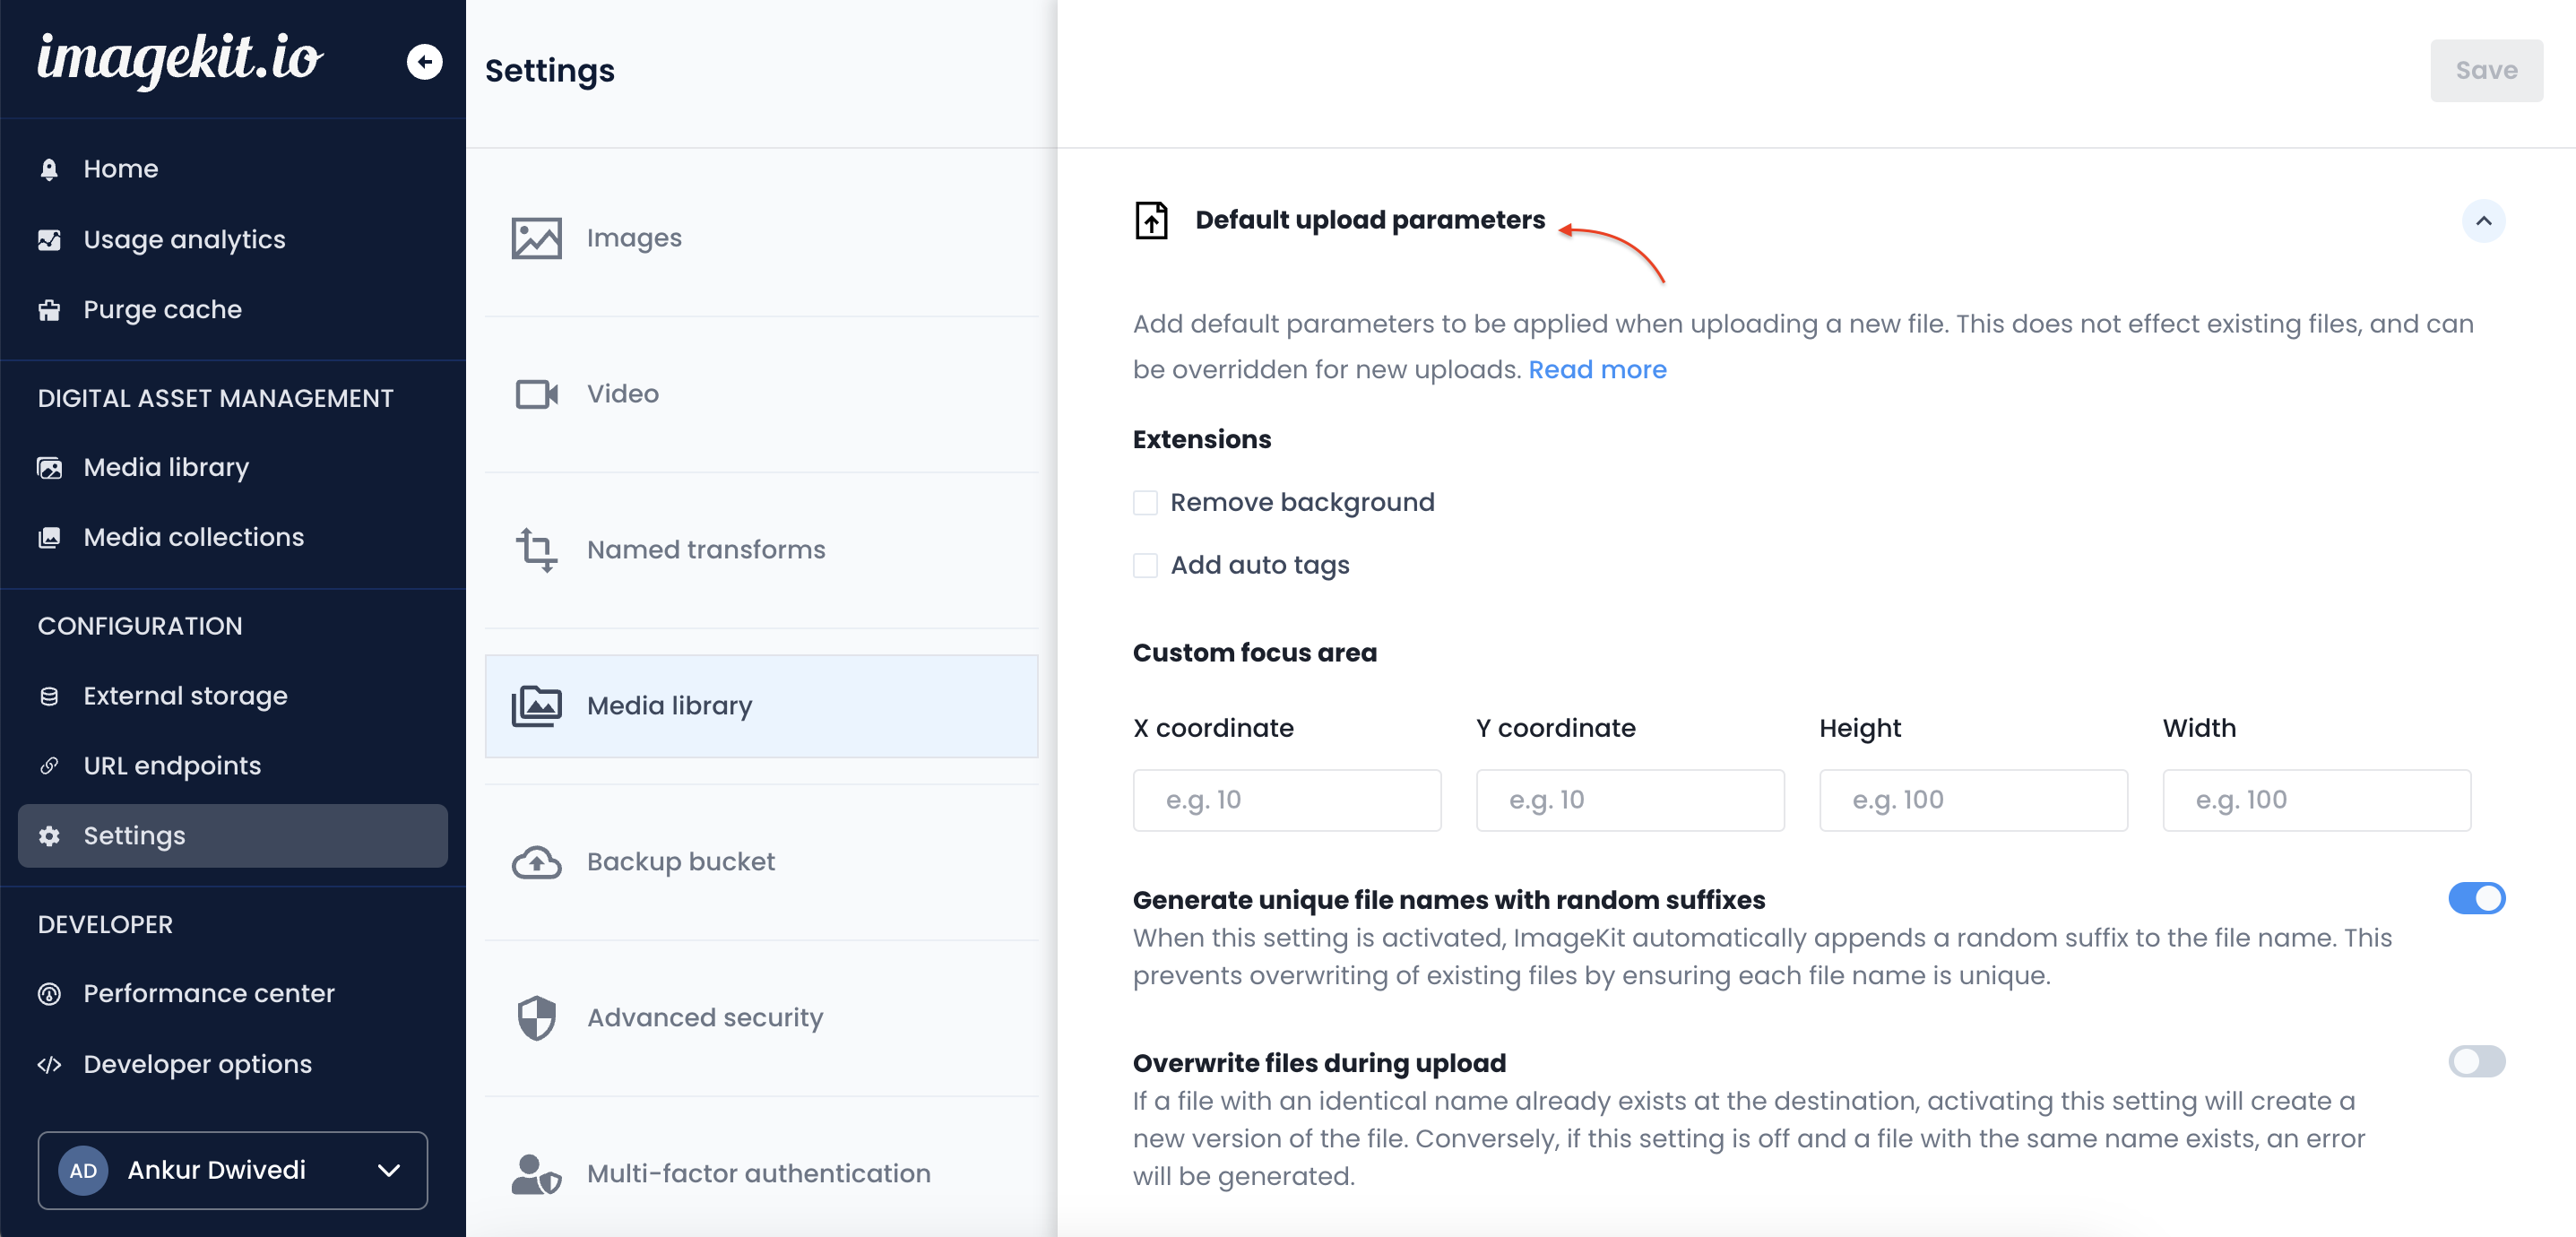 imagekit.io
Home
Usage analytics
Purge cache
DIGITAL ASSET MANAGEMENT
Media library
Media collections
CONFIGURATION
External storage
URL endpoints
Settings
DEVELOPER
Performance center
Developer options
AD
Ankur Dwivedi
Settings
Images
Video
Named transforms
Media library
Backup bucket
Advanced security
Multi-factor authentication
Save
Default upload parameters
Add default parameters to be applied when uploading a new file. This does not effect existing files, and can
be overridden for new uploads. Read more
Extensions
Remove background
Add auto tags
Custom focus area
X coordinate
Y coordinate
Height
Width
e.g. 10
e.g. 10
e.g. 100
e.g. 100
Generate unique file names with random suffixes
When this setting is activated, ImageKit automatically appends a random suffix to the file name. This
prevents overwriting of existing files by ensuring each file name is unique.
Overwrite files during upload
If a file with an identical name already exists at the destination, activating this setting will create a
new version of the file. Conversely, if this setting is off and a file with the same name exists, an error
will be generated.